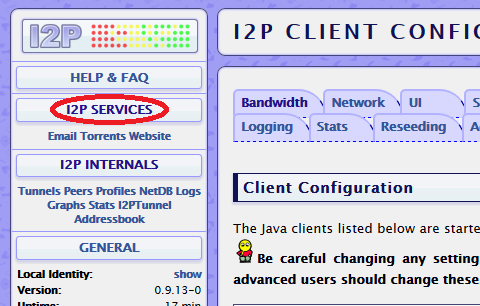 I2P
HELP & FAQ
I2P SERVICES
Email Torrents Website
I2P INTERNALS
Tunnels Peers Profiles NetDB Logs
Graphs Stats I2PTunnel
Addressbook
GENERAL
Local Identity: show
Version: 0.9.13-0
Uptime: 17 min
I2P CLIENT CONFIG
Bandwidth Network UI S
Logging Stats Reseeding A
Client Configuration
The Java clients listed below are starte
Be careful changing any setting
advanced users should change these